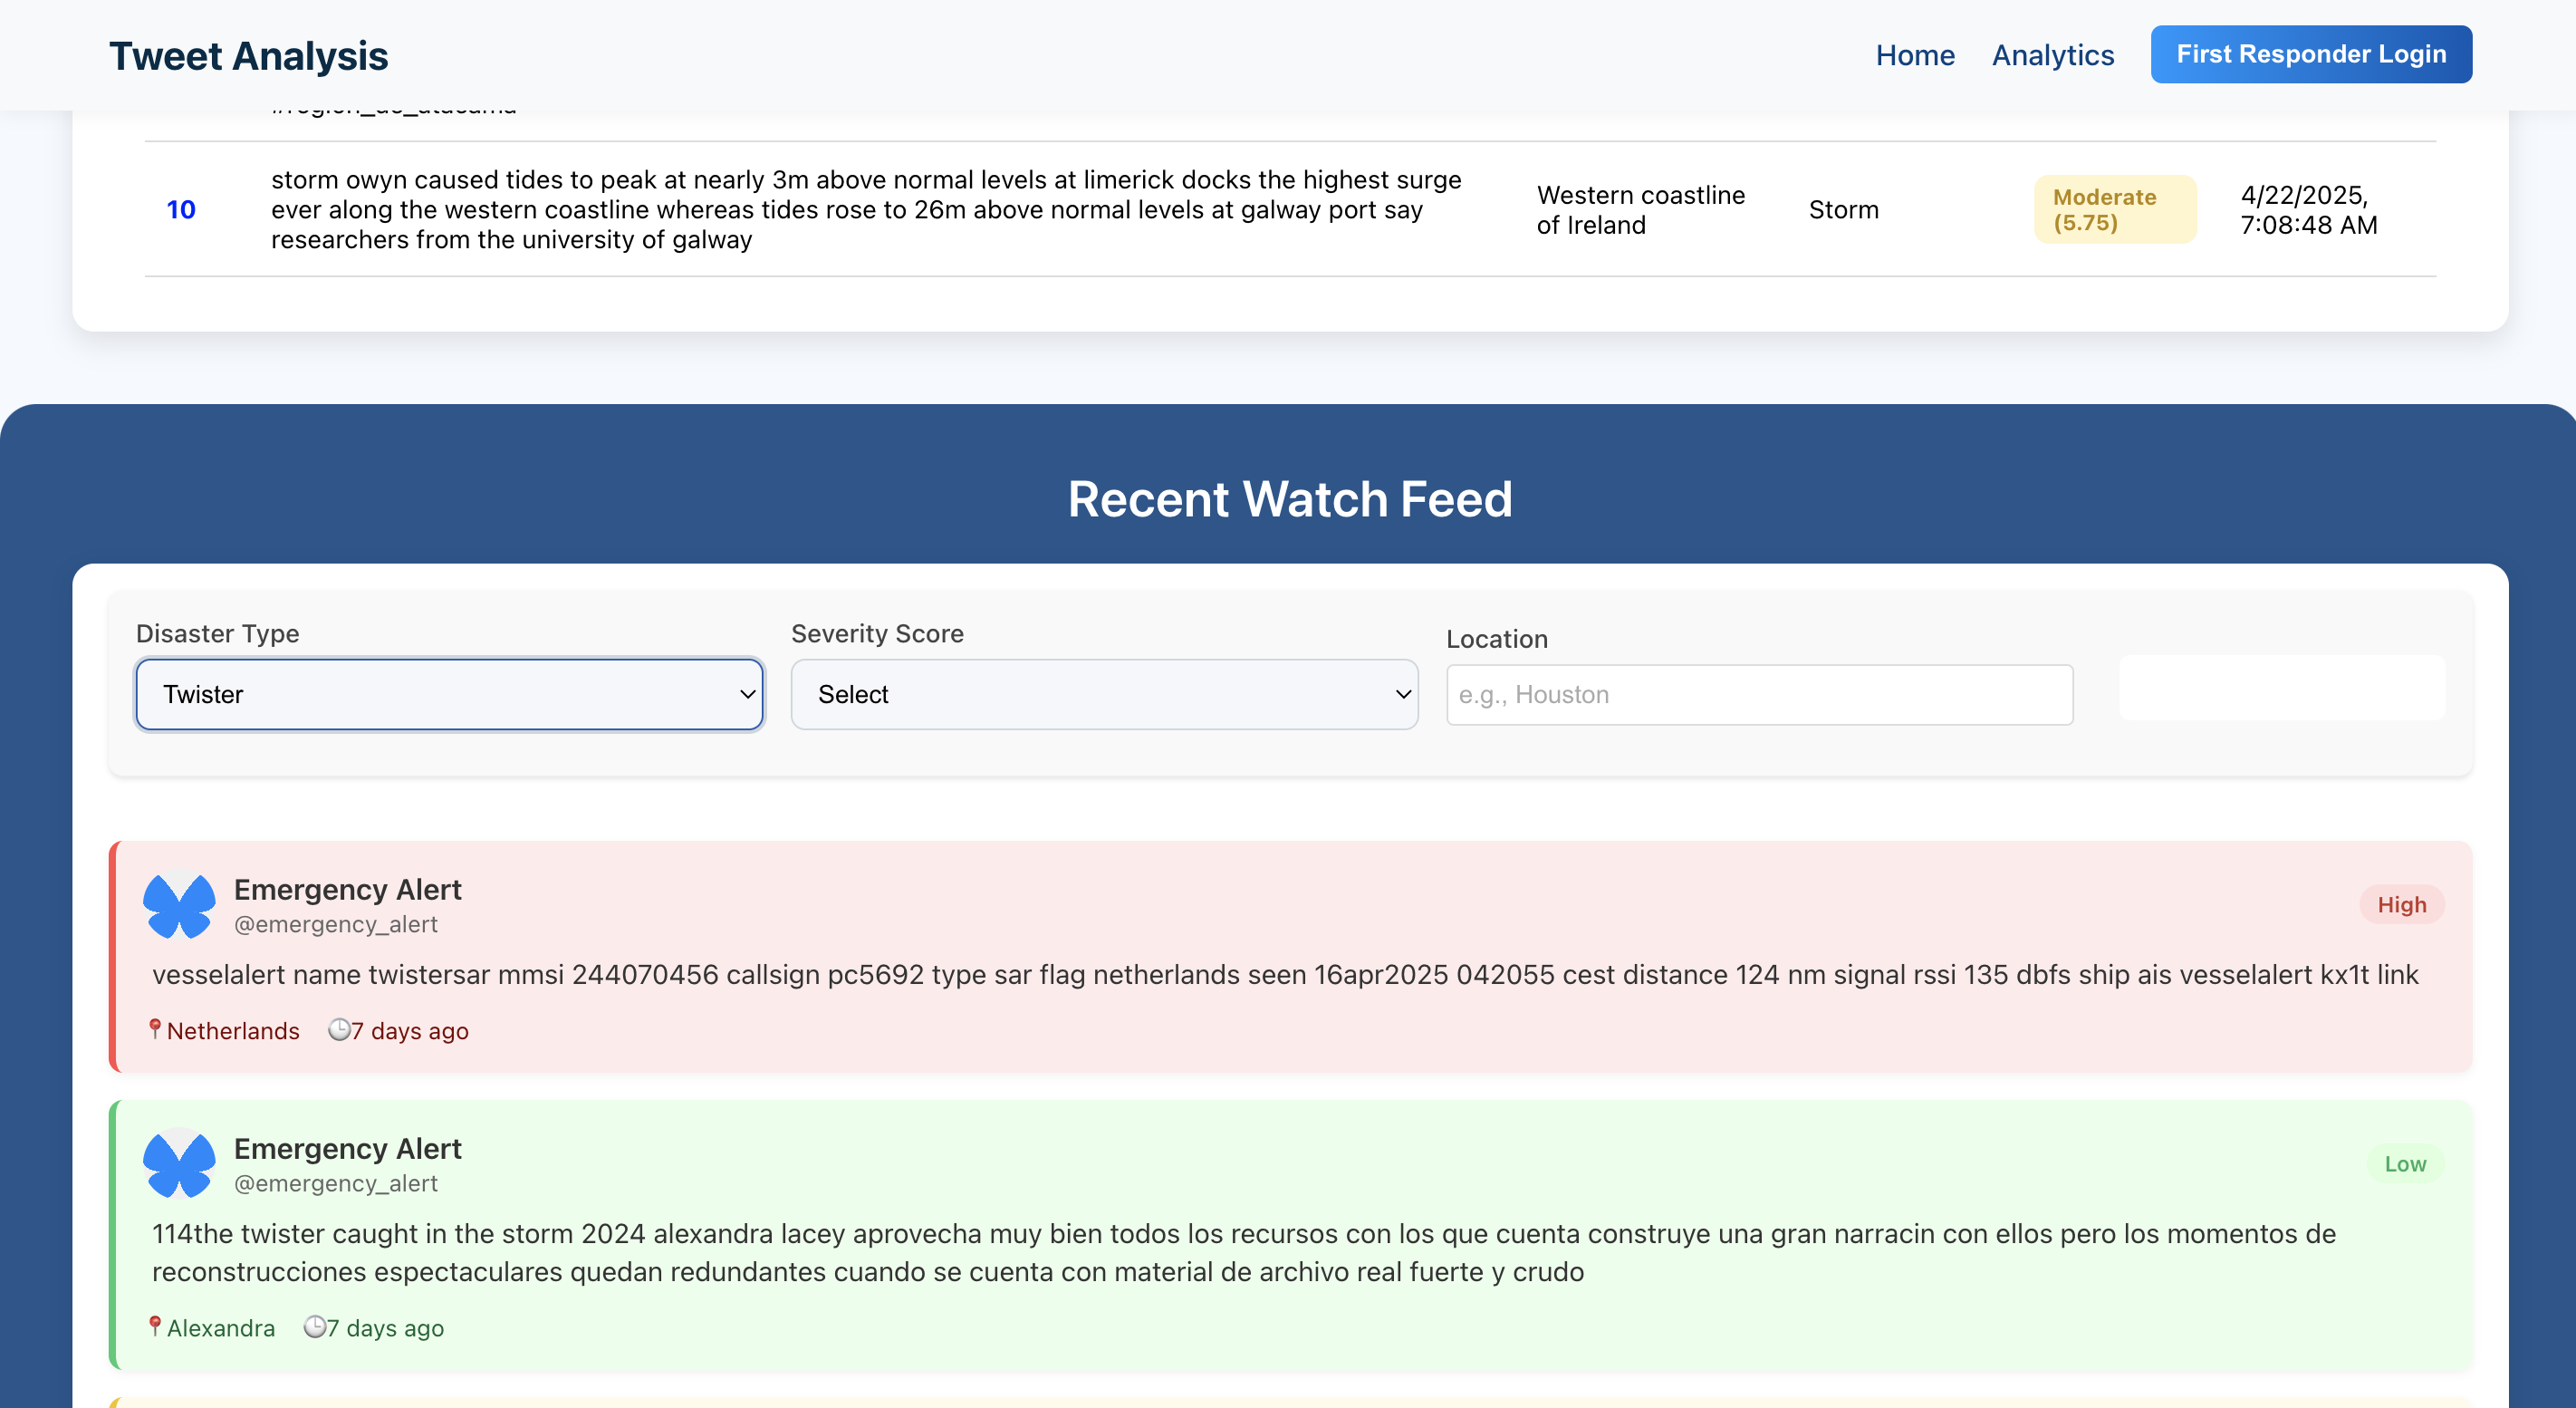 Tweet Analysis
Home
Analytics
First Responder Login
#region_de_atacama
10
storm owyn caused tides to peak at nearly 3m above normal levels at limerick docks the highest surge
ever along the western coastline whereas tides rose to 26m above normal levels at galway port say
researchers from the university of galway
Western coastline
of Ireland
Storm
Moderate
(5.75)
4/22/2025,
7:08:48 AM
Recent Watch Feed
Disaster Type
Severity Score
Location
Twister
Select
e.g., Houston
Emergency Alert
@emergency_alert
High
vesselalert name twistersar mmsi 244070456 callsign pc5692 type sar flag netherlands seen 16apr2025 042055 cest distance 124 nm signal rssi 135 dbfs ship ais vesselalert kx1t link
Netherlands
7 days ago
Emergency Alert
@emergency_alert
Low
114the twister caught in the storm 2024 alexandra lacey aprovecha muy bien todos los recursos con los que cuenta construye una gran narracin con ellos pero los momentos de
reconstrucciones espectaculares quedan redundantes cuando se cuenta con material de archivo real fuerte y crudo
Alexandra
7 days ago